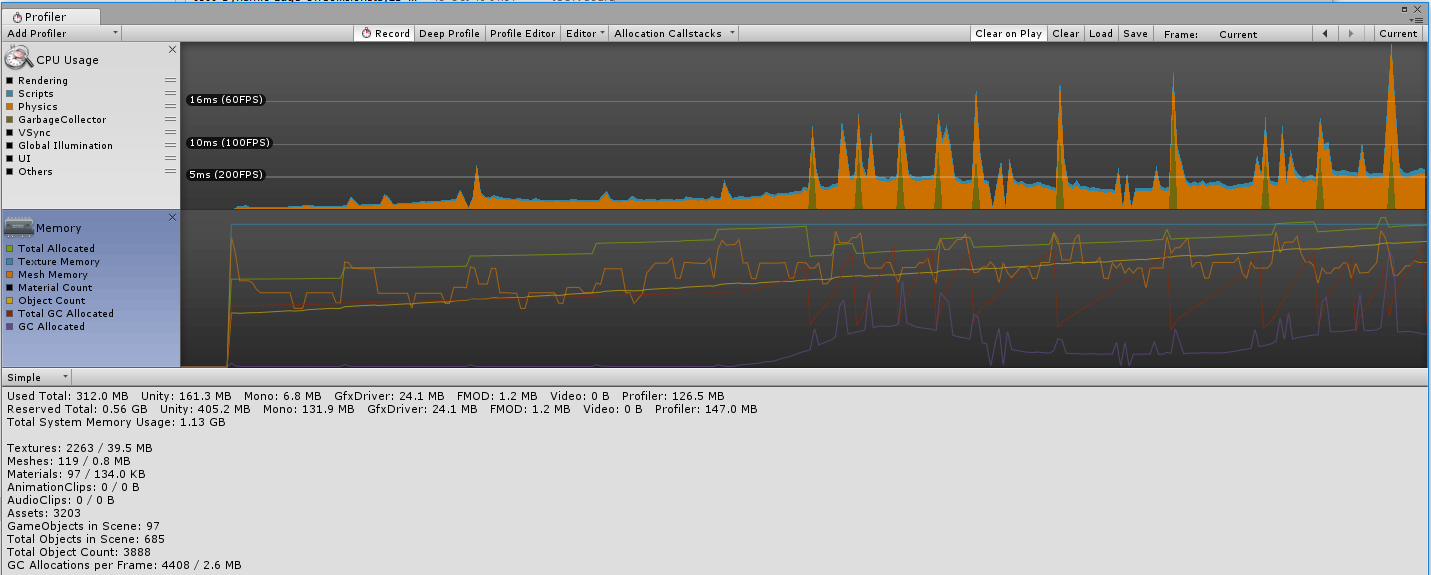 Profiler
Add Profiler
Record Deep Profile Profile Editor Editor Allocation Callstacks Clear on Play Clear Load Save Frame: Current Current
CPU Usage
Rendering
Scripts
Physics
GarbageCollector
VSync
Global Illumination
UI
Others
16ms (60FPS)
10ms (100FPS)
5ms (200FPS)
Memory
Total Allocated
Texture Memory
Mesh Memory
Material Count
Object Count
Total GC Allocated
GC Allocated
Simple
Used Total: 312.0 MB Unity: 161.3 MB Mono: 6.8 MB GfxDriver: 24.1 MB FMOD: 1.2 MB Video: 0 B Profiler: 126.5 MB
Reserved Total: 0.56 GB Unity: 405.2 MB Mono: 131.9 MB GfxDriver: 24.1 MB FMOD: 1.2 MB Video: 0 B Profiler: 147.0 MB
Total System Memory Usage: 1.13 GB
Textures: 2263 / 39.5 MB
Meshes: 119 / 0.8 MB
Materials: 97 / 134.0 KB
AnimationClips: 0 / 0 B
AudioClips: 0 / 0 B
Assets: 3203
GameObjects in Scene: 97
Total Objects in Scene: 685
Total Object Count: 3888
GC Allocations per Frame: 4408 / 2.6 MB